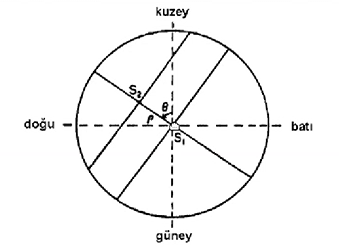 kuzey
S₂
θ
doğu
ρ
S₁
batı
güney